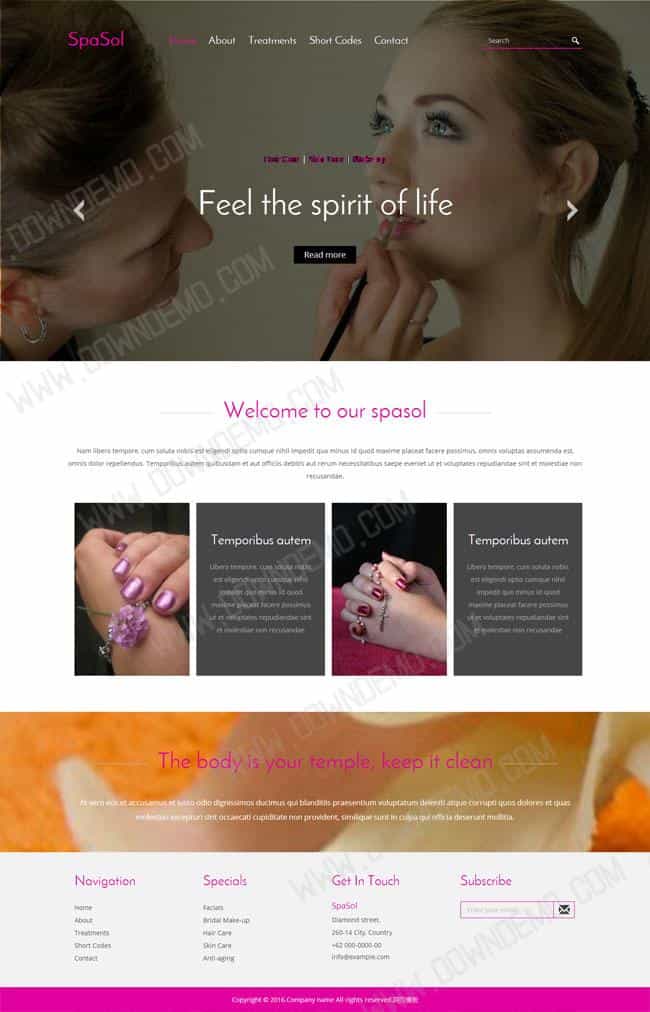 SpaSol
Home About Treatments Short Codes Contact
Search
Hair Care | Skin Care | Make-up
Feel the spirit of life
Read more
Welcome to our spasol
Nam libero tempore, cum soluta nobis est eligendi optio cumque nihil impedit quo minus id quod maxime placeat facere possimus, omnis voluptas assumenda est,
omnis dolor repellendus. Temporibus autem quibusdam et aut officiis debitis aut rerum necessitatibus saepe eveniet ut et voluptates repudiandae sint et molestiae non
recusandae.
Temporibus autem
Libero tempore, cum soluta nobis
est eligendi optio cumque nihil
impedit quo minus id quod
maxime placeat facere possimus
ut et voluptates repudiandae sint
et molestiae non recusandae
Temporibus autem
Libero tempore, cum soluta nobis
est eligendi optio cumque nihil
impedit quo minus id quod
maxime placeat facere possimus
ut et voluptates repudiandae sint
et molestiae non recusandae
The body is your temple, keep it clean
At vero eos et accusamus et iusto odio dignissimos ducimus qui blanditiis praesentium voluptatum deleniti atque corrupti quos dolores et quas
molestias excepturi sint occaecati cupiditate non provident, similique sunt in culpa qui officia deserunt mollitia.
Navigation
Home
About
Treatments
Short Codes
Contact
Specials
Facials
Bridal Make-up
Hair Care
Skin Care
Anti-aging
Get In Touch
SpaSol
Diamond street,
260-14 City, Country
+62 000-0000-00
info@example.com
Subscribe
Enter your email
Copyright © 2016.Company name All rights reserved.网页模板
WWW.DOWNDEMO.COM